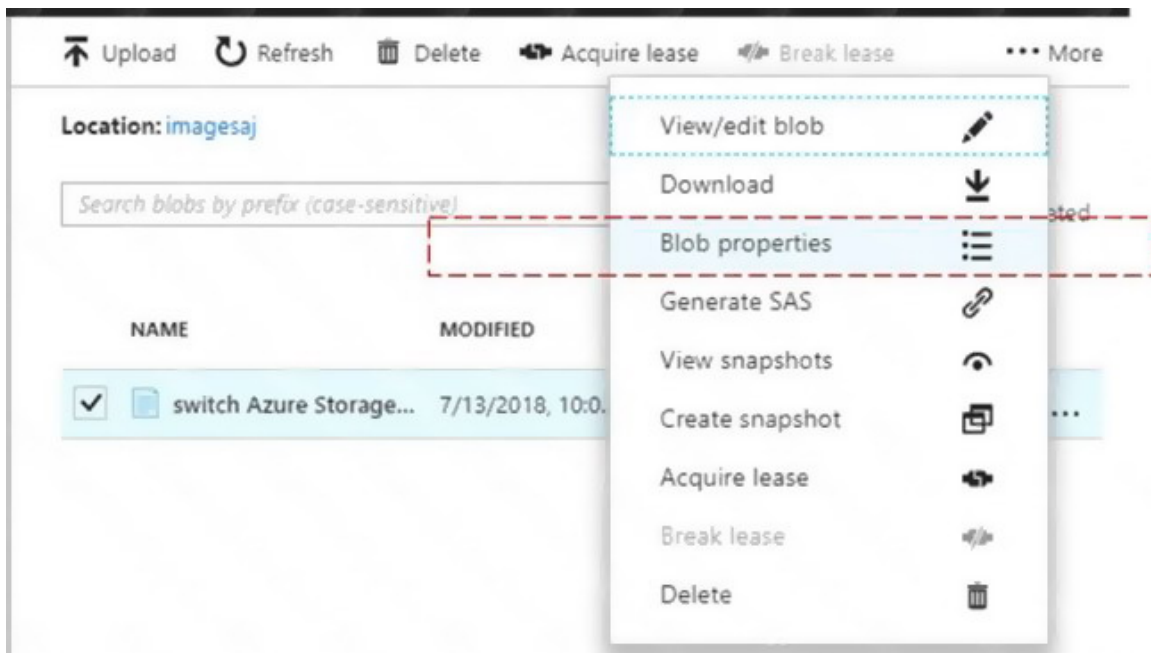 Upload Refresh Delete Acquire lease Break lease ••• More
Location: imagesaj
View/edit blob
Download
Search blobs by prefix (case-sensitive)
Blob properties
Generate SAS
NAME MODIFIED
View snapshots
switch Azure Storage... 7/13/2018, 10:0. ...
Create snapshot
Acquire lease
Break lease
Delete